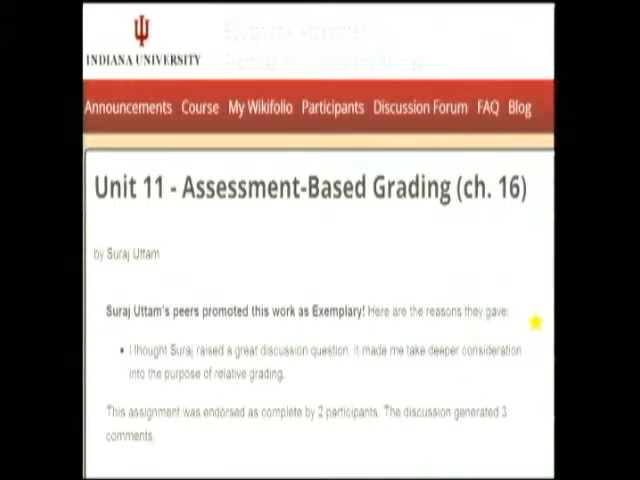 INDIANA UNIVERSITY
Announcements Course My Wikifolio Participants Discussion Forum FAQ Blog
Unit 11 - Assessment-Based Grading (ch. 16)
by Suraj Uttam
Suraj Uttam's peers promoted this work as Exemplary! Here are the reasons they gave:
• I thought Suraj raised a great discussion question. It made me take deeper consideration
into the purpose of relative grading.
This assignment was endorsed as complete by 2 participants. The discussion generated 3
comments.